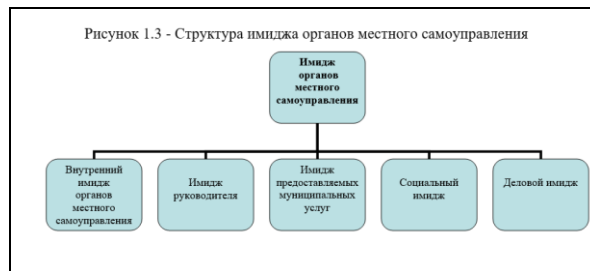 Рисунок 1.3 - Структура имиджа органов местного самоуправления
Имидж
органов
местного
самоуправления
Внутренний
имидж
органов
местного
самоуправления
Имидж
руководителя
Имидж
предоставляемых
муниципальных
услуг
Социальный
имидж
Деловой имидж